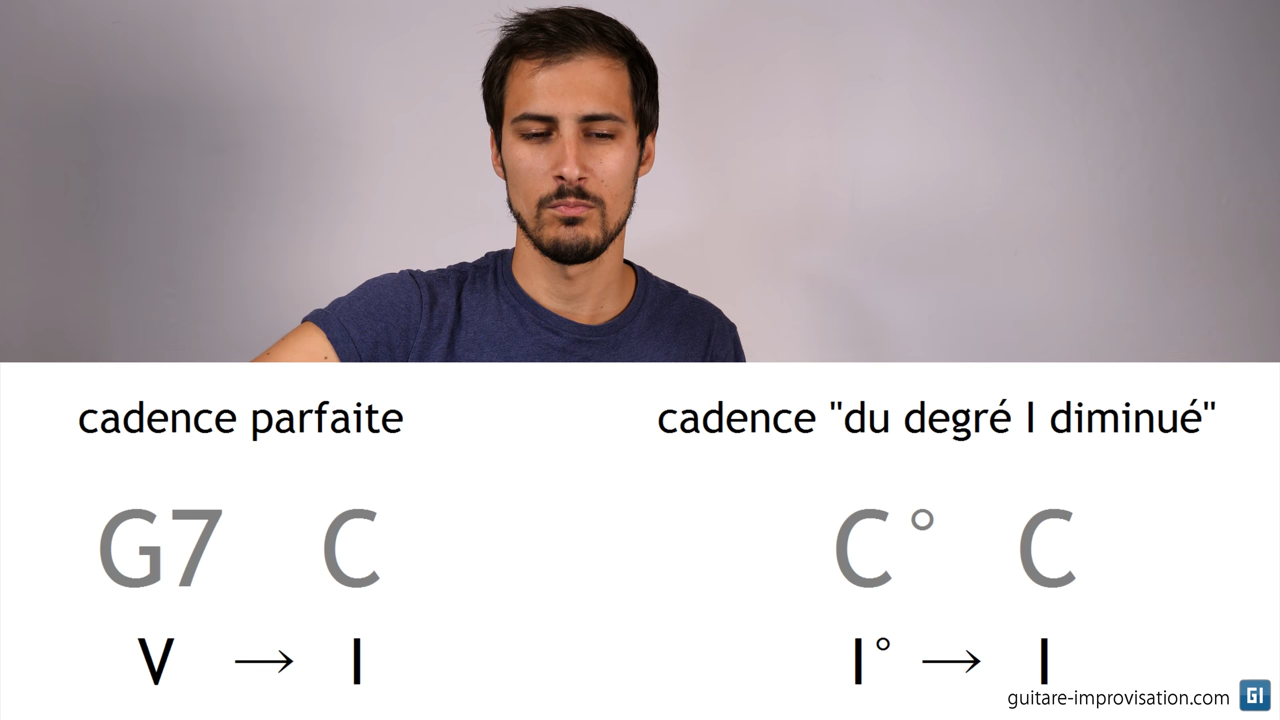 cadence parfaite
G7 C
V → I
cadence "du degré I diminué"
C° C
I° → I
guitare-improvisation.com GI